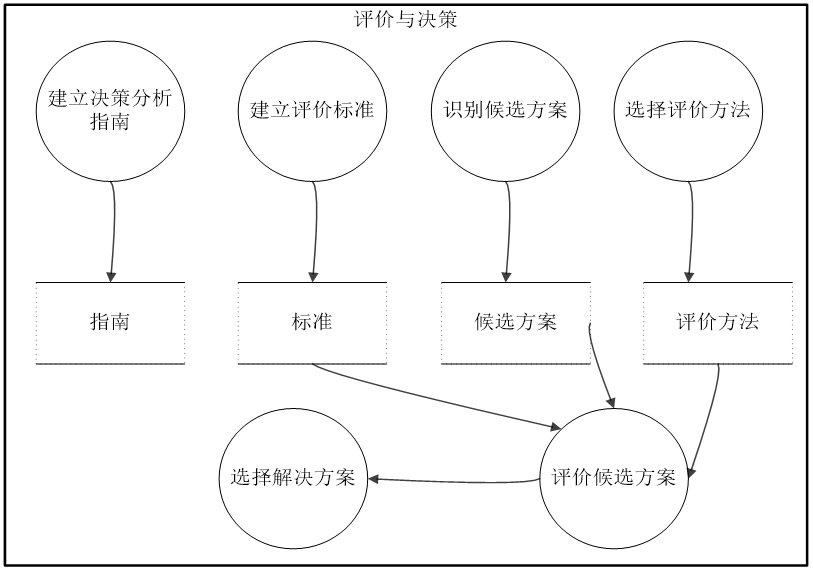 评价与决策
建立决策分析
指南
建立评价标准
识别候选方案
选择评价方法
指南
标准
候选方案
评价方法
选择解决方案
评价候选方案